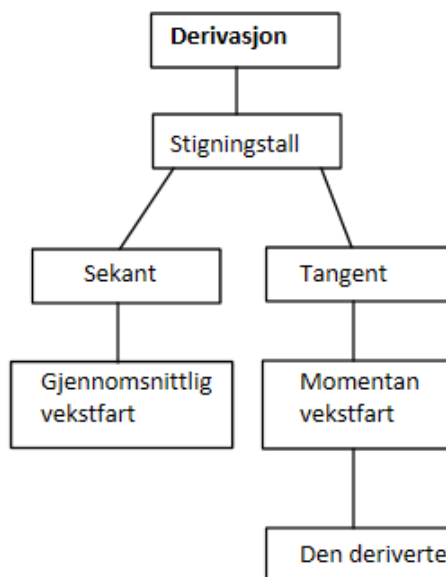 Derivasjon
Stigningstall
Sekant
Tangent
Gjennomsnittlig
vekstfart
Momentan
vekstfart
Den deriverte